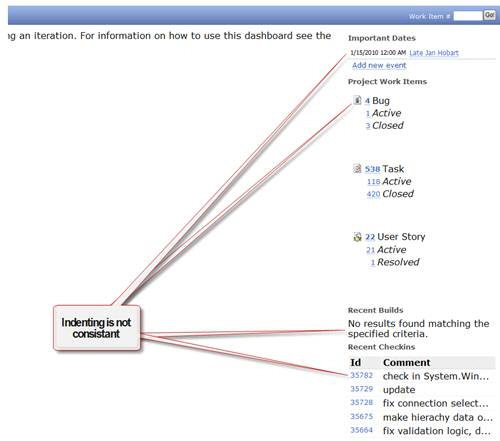 Work Item # Go!
ng an iteration. For information on how to use this dashboard see the
Important Dates
1/15/2010 12:00 AM Late Jan Hobart
Add new event
Project Work Items
4 Bug
1 Active
3 Closed
538 Task
118 Active
420 Closed
22 User Story
21 Active
1 Resolved
Indenting is not
consistant
Recent Builds
No results found matching the
specified criteria.
Recent Checkins
Id Comment
35782 check in System.Win...
35729 update
35728 fix connection select...
35675 make hierachy data o...
35664 fix validation logic, d...